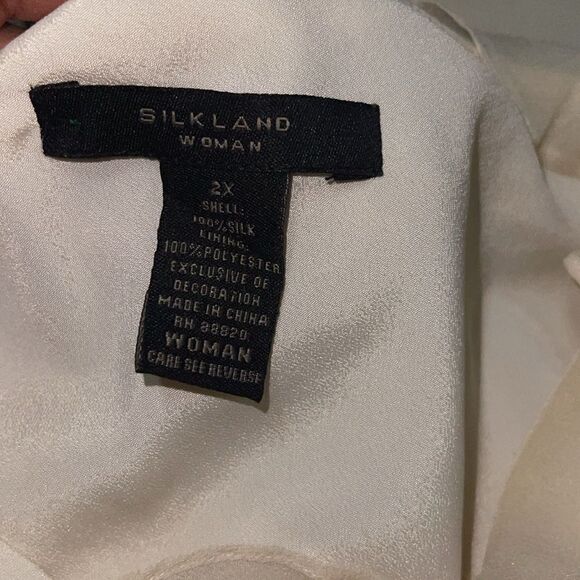 SILKLAND
WOMAN
2X
SHELL:
100%SILK
LINING:
100%POLYESTER
EXCLUSIVE OF
DECORATION
MADE IN CHINA
RN 88820
WOMAN
CARE SEE REVERSE